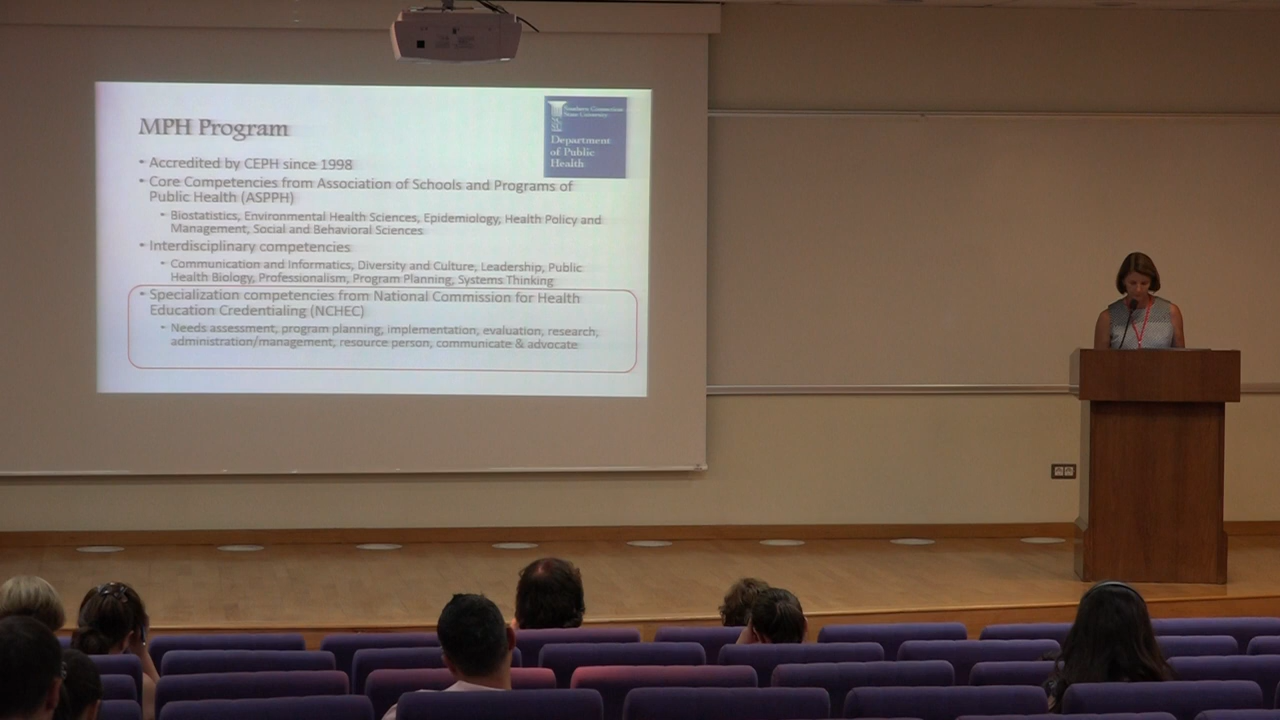 MPH Program
Southern Connecticut
State University
Department
of Public
Health
- Accredited by CEPH since 1998
- Core Competencies from Association of Schools and Programs of
Public Health (ASPPH)
- Biostatistics, Environmental Health Sciences, Epidemiology, Health Policy and
Management, Social and Behavioral Sciences
- Interdisciplinary competencies
- Communication and Informatics, Diversity and Culture, Leadership, Public
Health Biology, Professionalism, Program Planning, Systems Thinking
- Specialization competencies from National Commission for Health
Education Credentialing (NCHEC)
- Needs assessment, program planning, implementation, evaluation, research,
administration/management, resource person, communicate & advocate